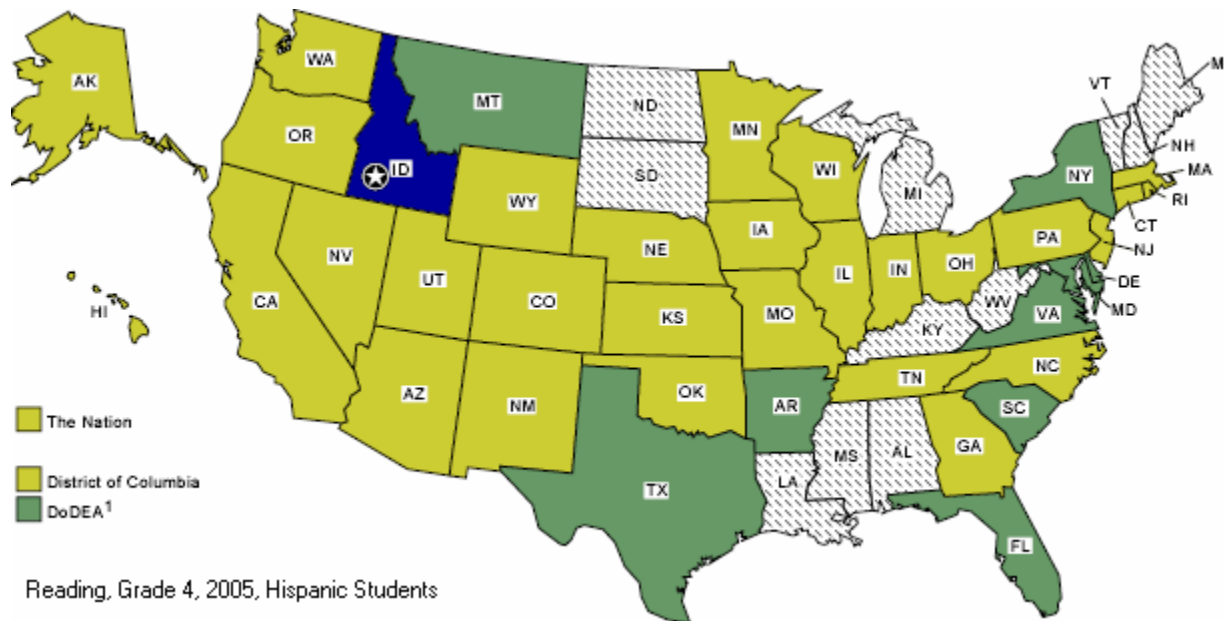 AK
WA
MT
ND
MN
VT
M
OR
ID
SD
WI
MI
NY
NH
MA
RI
CT
WY
IA
PA
NJ
NV
NE
IL
IN
OH
DE
HI
CA
UT
CO
KS
MO
WV
VA
MD
KY
AZ
NM
OK
AR
TN
NC
SC
The Nation
MS
AL
GA
District of Columbia
TX
LA
DoDEA1
FL
Reading, Grade 4, 2005, Hispanic Students